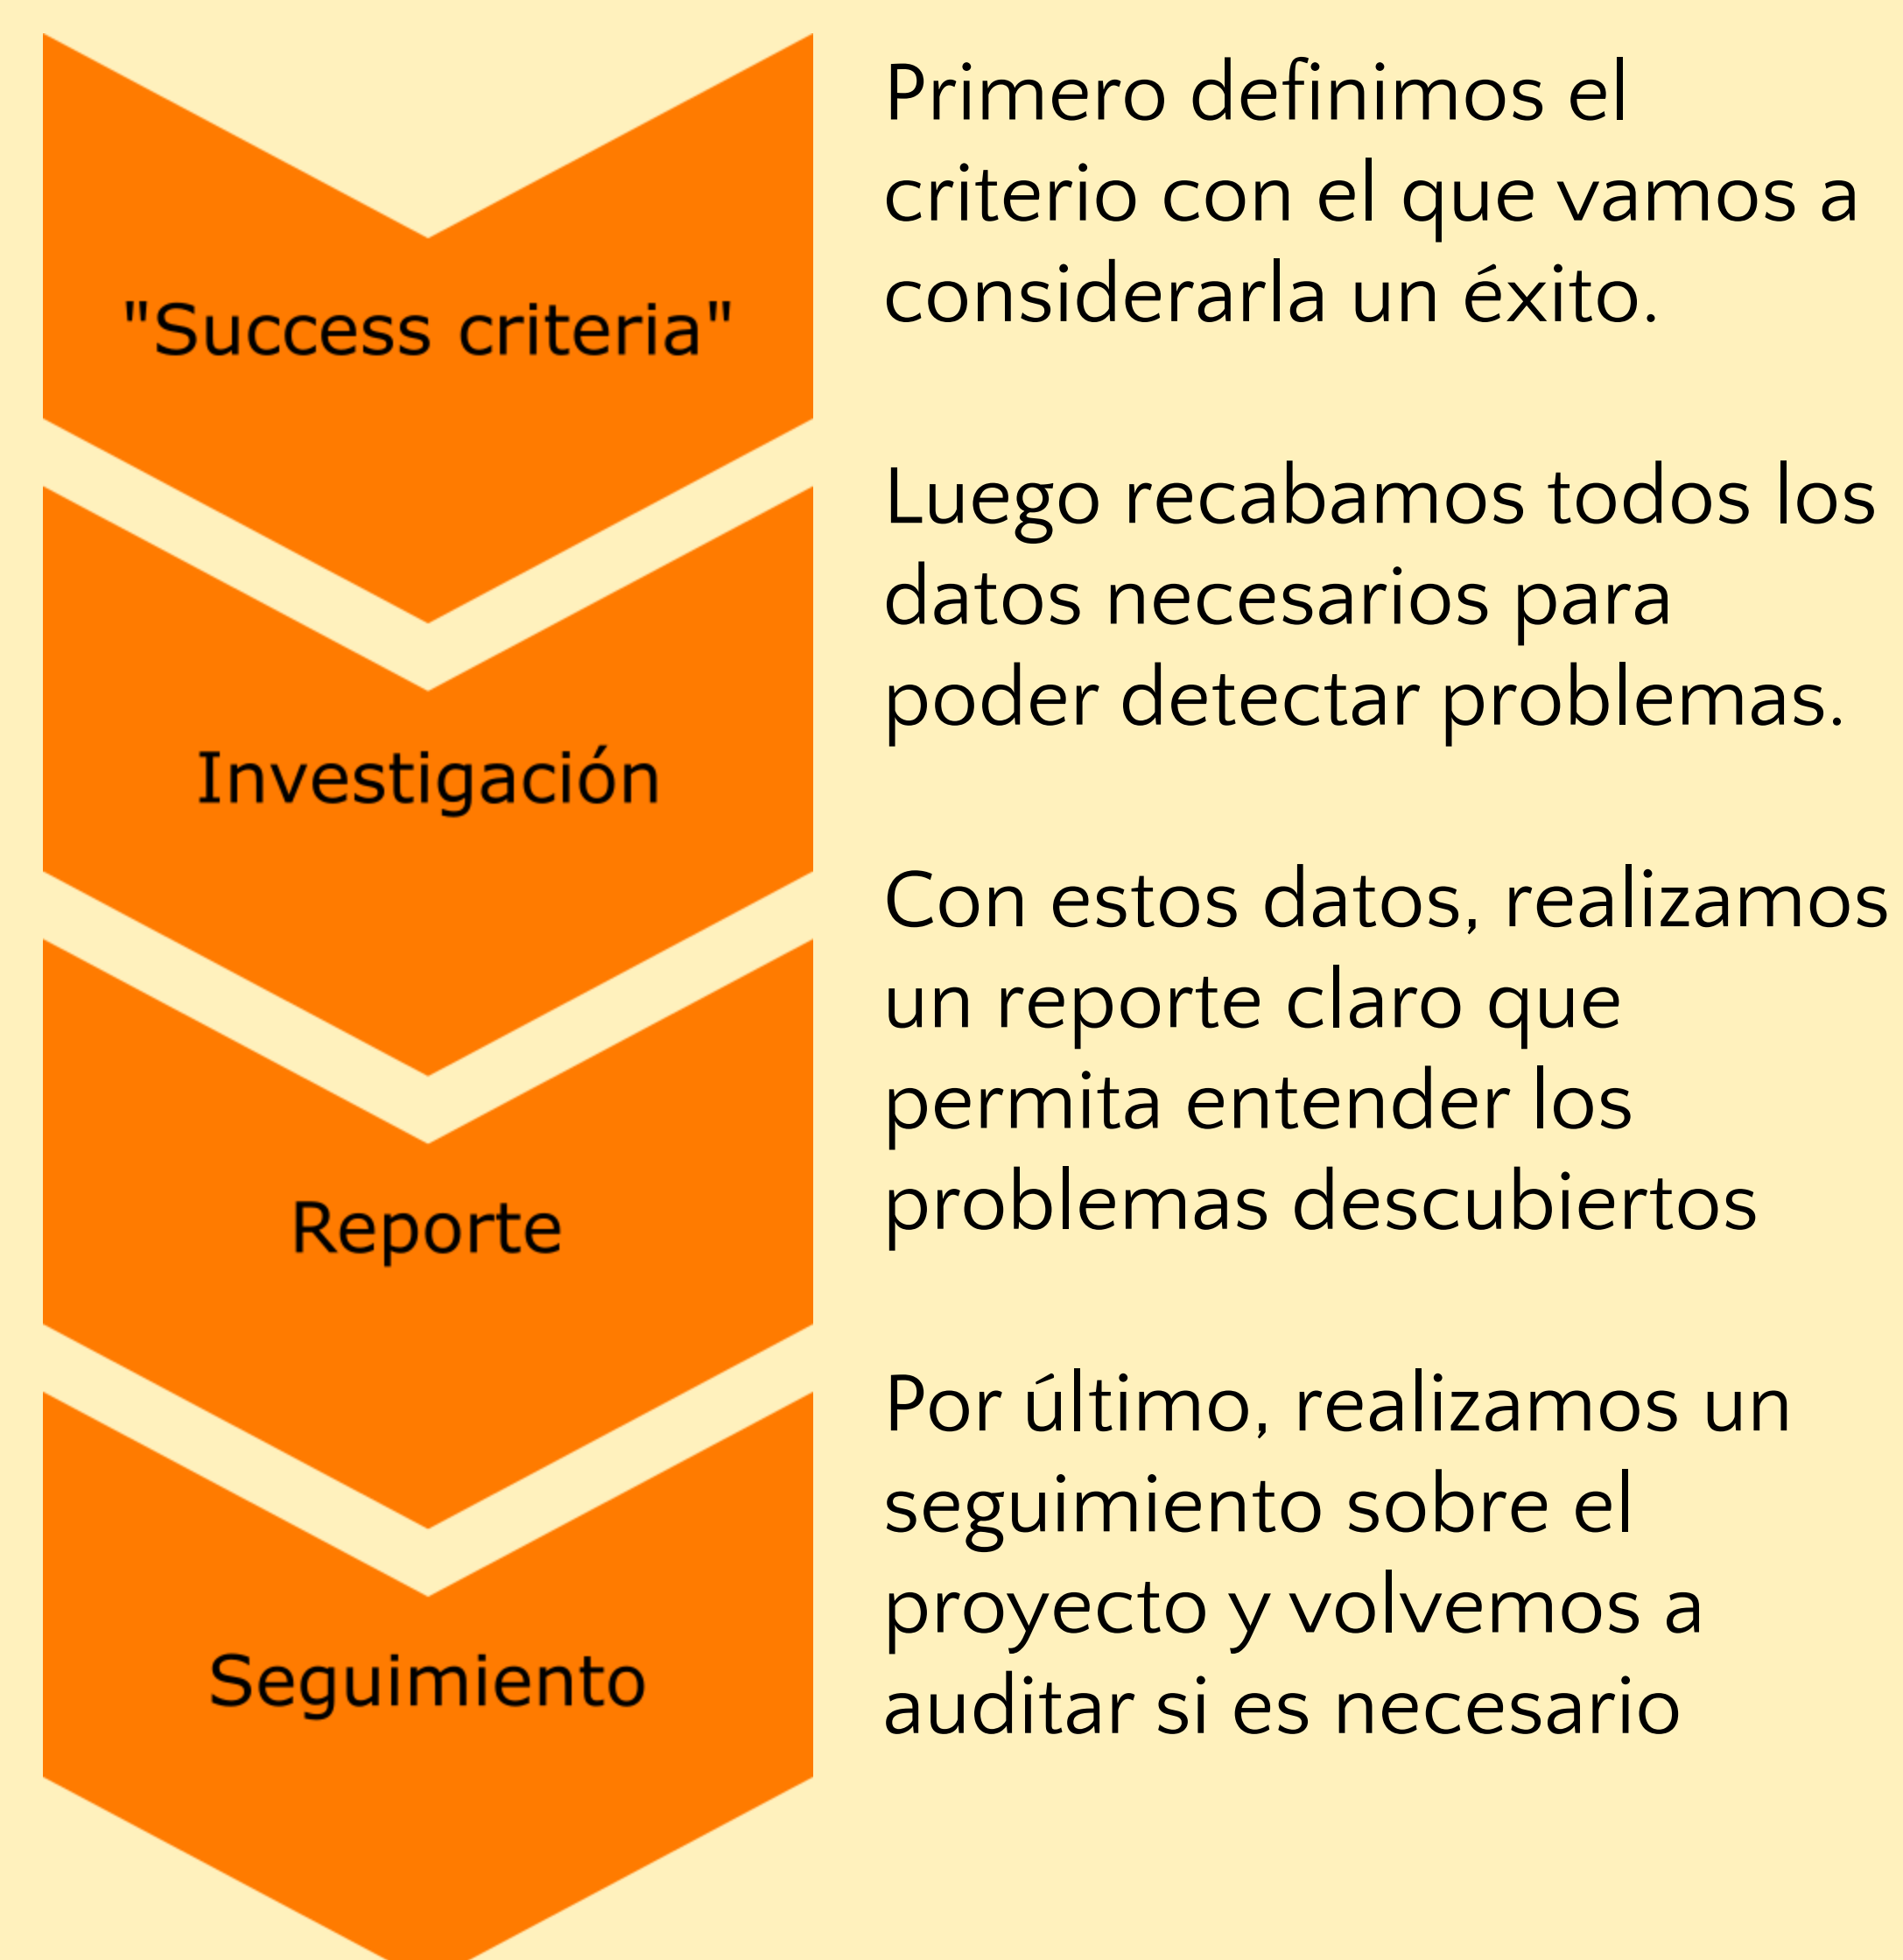 "Success criteria"
Primero definimos el
criterio con el que vamos a
considerarla un éxito.
Investigación
Luego recabamos todos los
datos necesarios para
poder detectar problemas.
Reporte
Con estos datos, realizamos
un reporte claro que
permita entender los
problemas descubiertos
Seguimiento
Por último, realizamos un
seguimiento sobre el
proyecto y volvemos a
auditar si es necesario